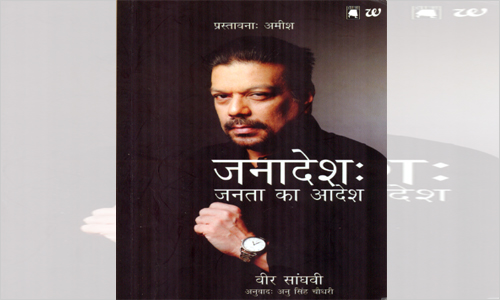 प्रस्तावनाः अमीश
जनादेशः
जनता का आदेश
वीर सांघवी
अनुवादः अनु सिंह चौधरी